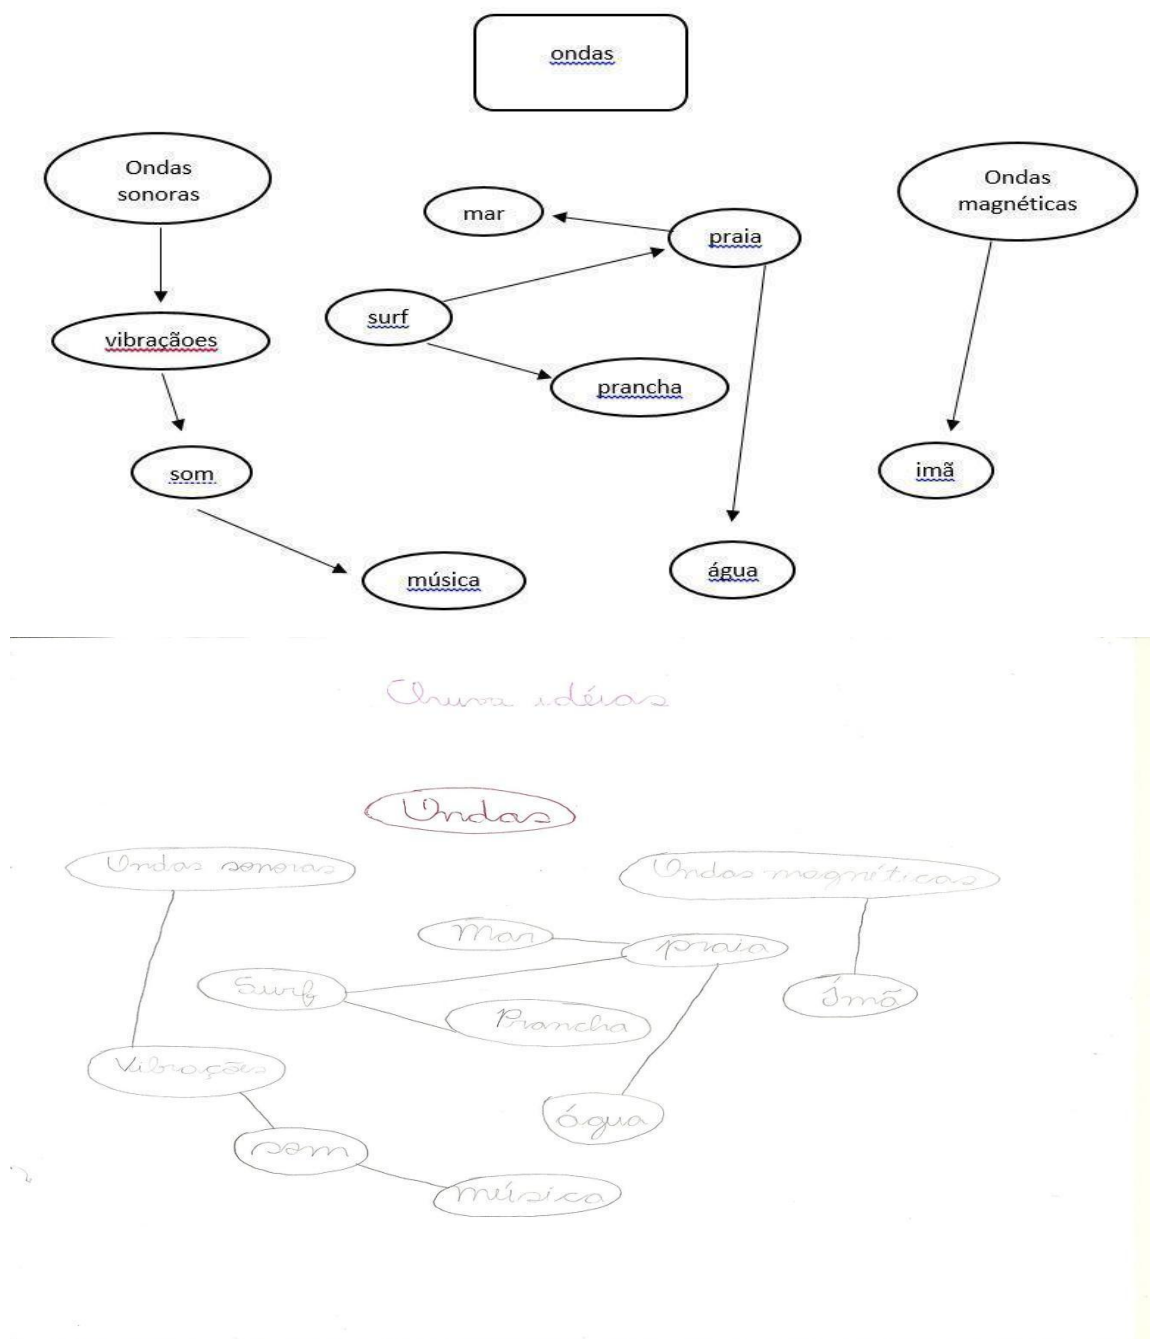 ondas
Ondas
sonoras
Ondas
magnéticas
mar
praia
surf
vibraçãoes
prancha
som
imã
música
água
Chuva idéias
Ondas
Ondas sonoras
Ondas magnéticas
Mar
praia
Surf
Imã
Prancha
Vibrações
água
som
música